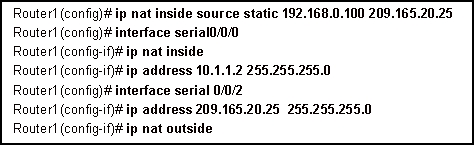 Router1(config)# ip nat inside source static 192.168.0.100 209.165.20.25
Router1(config)# interface serial0/0/0
Router1(config-if)# ip nat inside
Router1(config-if)# ip address 10.1.1.2 255.255.255.0
Router1(config)# interface serial 0/0/2
Router1(config-if)# ip address 209.165.20.25 255.255.255.0
Router1(config-if)# ip nat outside